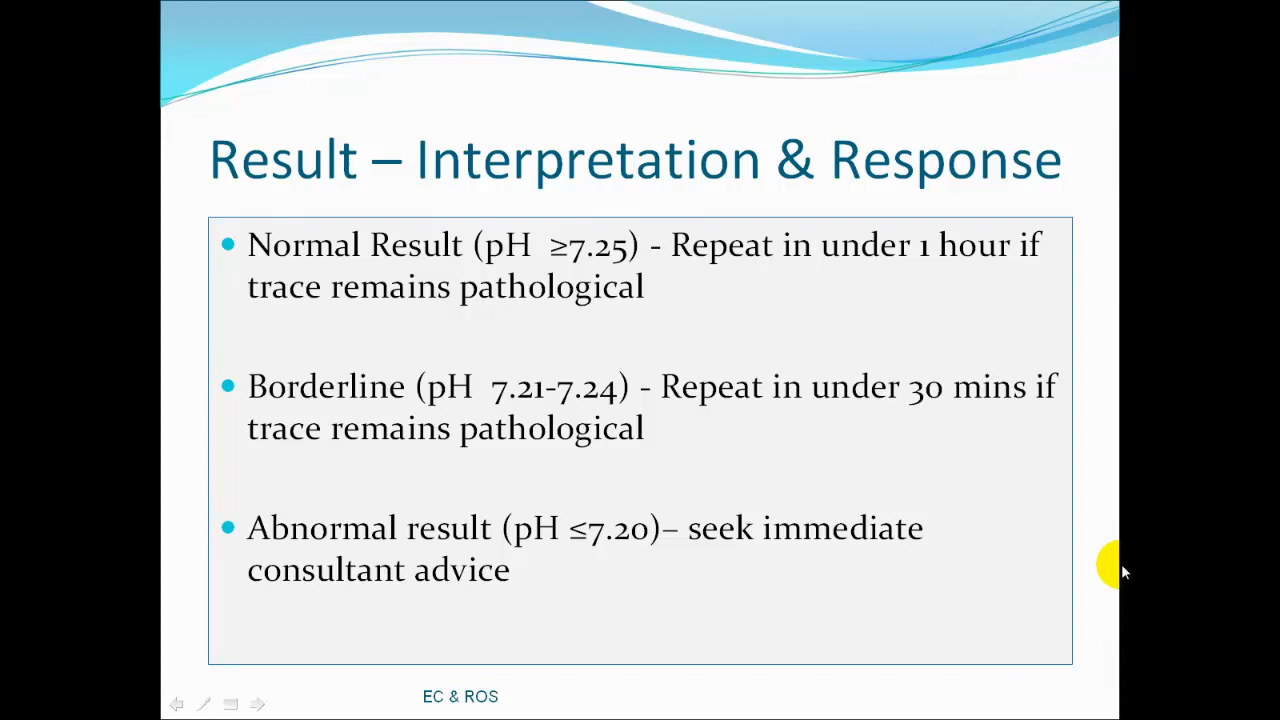 Result – Interpretation & Response
• Normal Result (pH ≥7.25) - Repeat in under 1 hour if
trace remains pathological
• Borderline (pH 7.21-7.24) - Repeat in under 30 mins if
trace remains pathological
• Abnormal result (pH ≤7.20)– seek immediate
consultant advice
EC & ROS